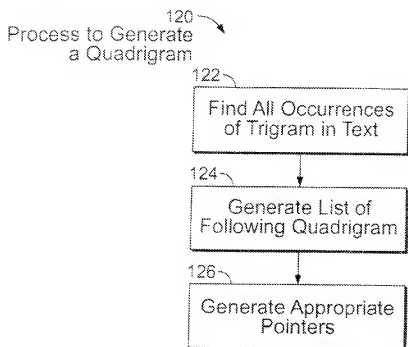 120
Process to Generate
a Quadrigram
122
Find All Occurrences
of Trigram in Text
124
Generate List of
Following Quadrigram
126
Generate Appropriate
Pointers